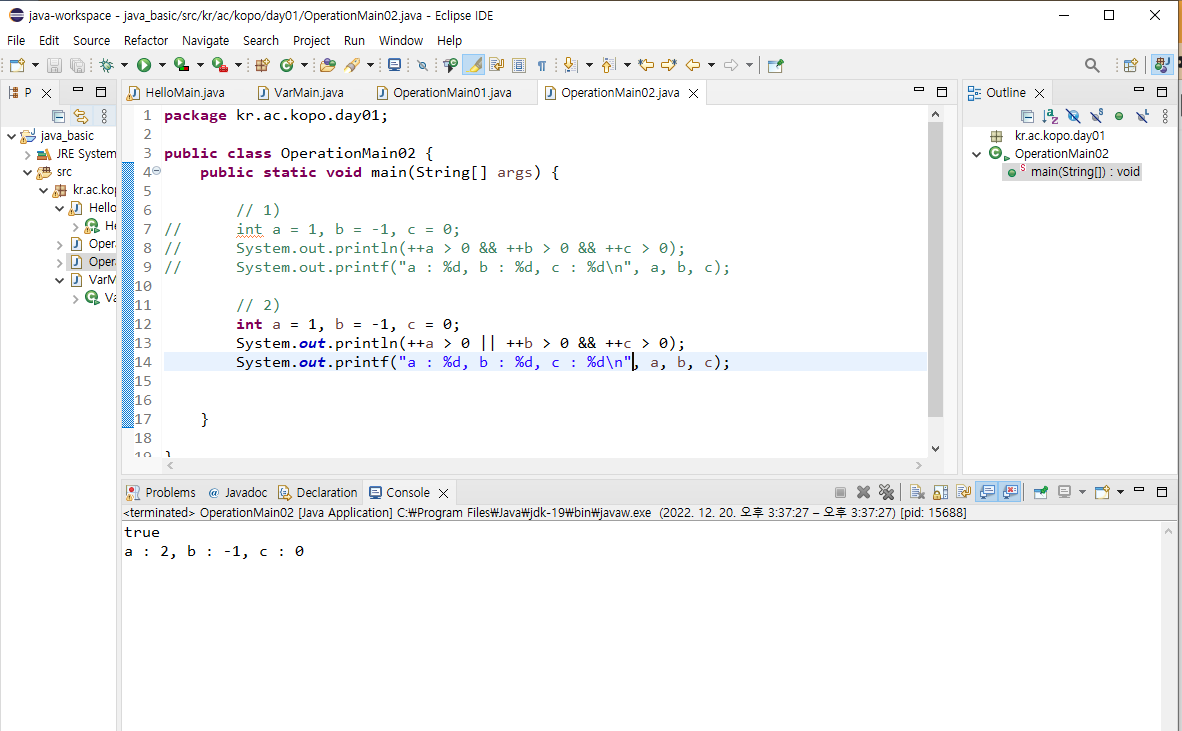 java-workspace - java_basic/src/kr/ac/kopo/day01/OperationMain02.java - Eclipse IDE
File Edit Source Refactor Navigate Search Project Run Window Help
P
java_basic
JRE System
src
kr.ac.kop
Hello
He
Oper
Oper
VarM
Va
HelloMain.java VarMain.java OperationMain01.java OperationMain02.java
1 package kr.ac.kopo.day01;
2
3 public class OperationMain02 {
4 public static void main(String[] args) {
5
6 // 1)
7 // int a = 1, b = -1, c = 0;
8 // System.out.println(++a > 0 && ++b > 0 && ++c > 0);
9 // System.out.printf("a : %d, b : %d, c : %d\n", a, b, c);
10
11 // 2)
12 int a = 1, b = -1, c = 0;
13 System.out.println(++a > 0 || ++b > 0 && ++c > 0);
14 System.out.printf("a : %d, b : %d, c : %d\n", a, b, c);
15
16
17 }
18
19 }
Outline
kr.ac.kopo.day01
OperationMain02
main(String[]) : void
Problems @ Javadoc Declaration Console
<terminated> OperationMain02 [Java Application] C:₩Program Files₩Java₩jdk-19₩bin₩javaw.exe (2022. 12. 20. 오후 3:37:27 – 오후 3:37:27) [pid: 15688]
true
a : 2, b : -1, c : 0